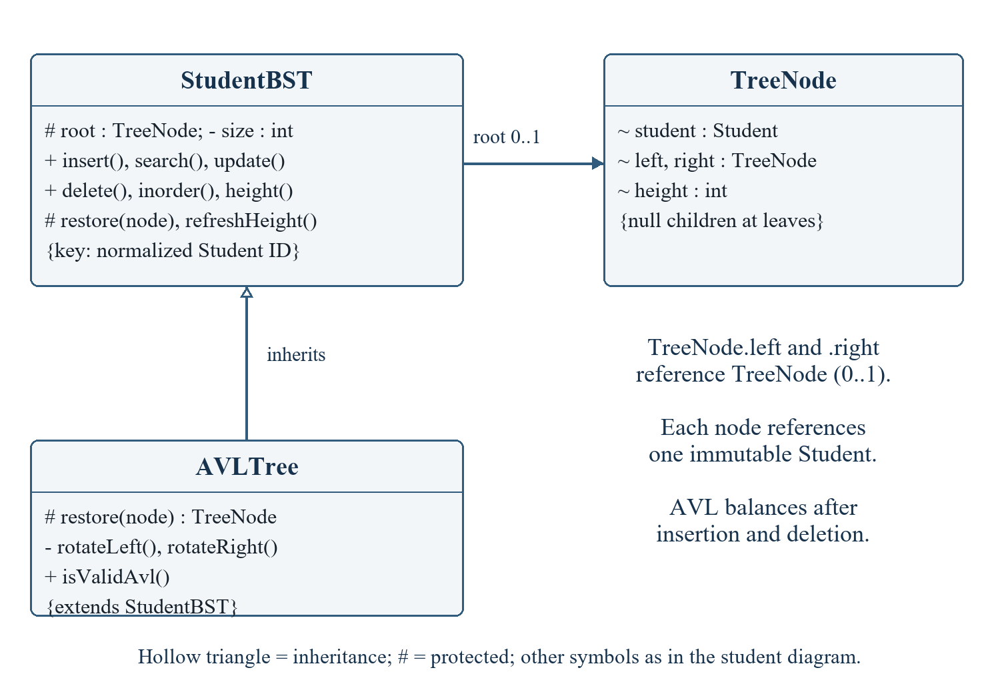 StudentBST
# root : TreeNode; - size : int
+ insert(), search(), update()
+ delete(), inorder(), height()
# restore(node), refreshHeight()
{key: normalized Student ID}
root 0..1
TreeNode
~ student : Student
~ left, right : TreeNode
~ height : int
{null children at leaves}
inherits
AVLTree
# restore(node) : TreeNode
- rotateLeft(), rotateRight()
+ isValidAvl()
{extends StudentBST}
TreeNode.left and .right
reference TreeNode (0..1).
Each node references
one immutable Student.
AVL balances after
insertion and deletion.
Hollow triangle = inheritance; # = protected; other symbols as in the student diagram.